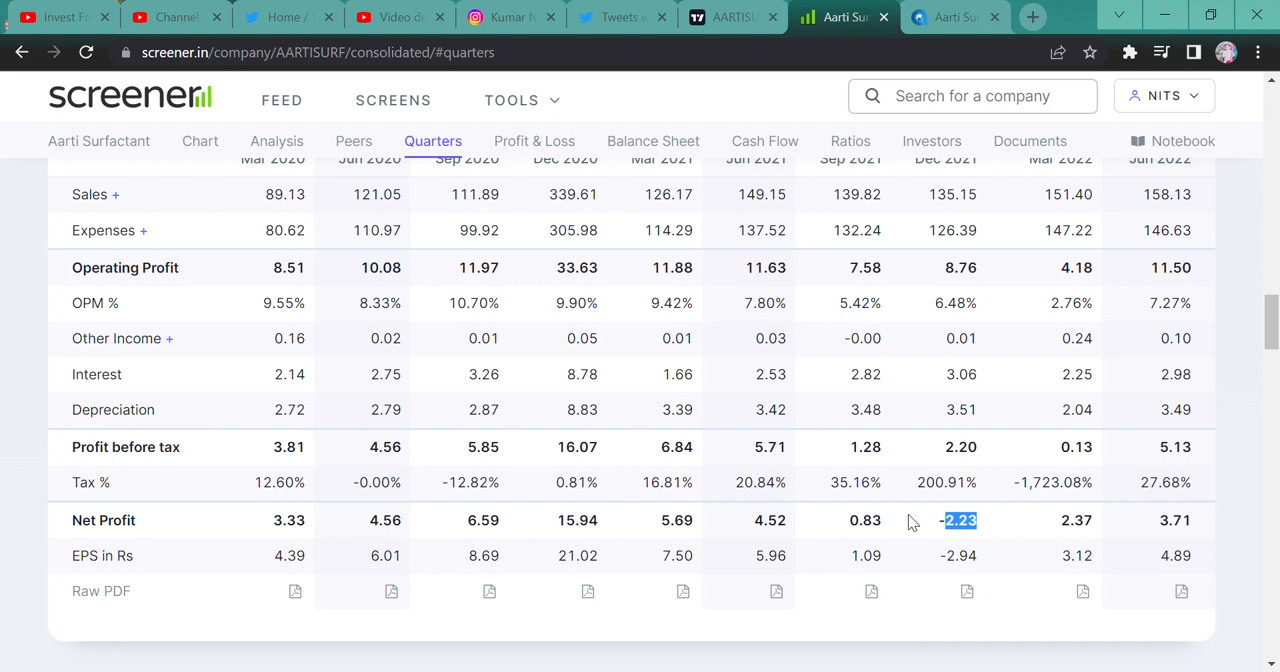 Invest Fo
Channel
Home / T
Video de
Kumar N
Tweets w
AARTISU
Aarti Sur
Aarti Sur
screener.in/company/AARTISURF/consolidated/#quarters
screener FEED SCREENS TOOLS Search for a company NITS
Aarti Surfactant Chart Analysis Peers Quarters Profit & Loss Balance Sheet Cash Flow Ratios Investors Documents Notebook
Mar 2020 Jun 2020 Sep 2020 Dec 2020 Mar 2021 Jun 2021 Sep 2021 Dec 2021 Mar 2022 Jun 2022
Sales + 89.13 121.05 111.89 339.61 126.17 149.15 139.82 135.15 151.40 158.13
Expenses + 80.62 110.97 99.92 305.98 114.29 137.52 132.24 126.39 147.22 146.63
Operating Profit 8.51 10.08 11.97 33.63 11.88 11.63 7.58 8.76 4.18 11.50
OPM % 9.55% 8.33% 10.70% 9.90% 9.42% 7.80% 5.42% 6.48% 2.76% 7.27%
Other Income + 0.16 0.02 0.01 0.05 0.01 0.03 -0.00 0.01 0.24 0.10
Interest 2.14 2.75 3.26 8.78 1.66 2.53 2.82 3.06 2.25 2.98
Depreciation 2.72 2.79 2.87 8.83 3.39 3.42 3.48 3.51 2.04 3.49
Profit before tax 3.81 4.56 5.85 16.07 6.84 5.71 1.28 2.20 0.13 5.13
Tax % 12.60% -0.00% -12.82% 0.81% 16.81% 20.84% 35.16% 200.91% -1,723.08% 27.68%
Net Profit 3.33 4.56 6.59 15.94 5.69 4.52 0.83 -2.23 2.37 3.71
EPS in Rs 4.39 6.01 8.69 21.02 7.50 5.96 1.09 -2.94 3.12 4.89
Raw PDF